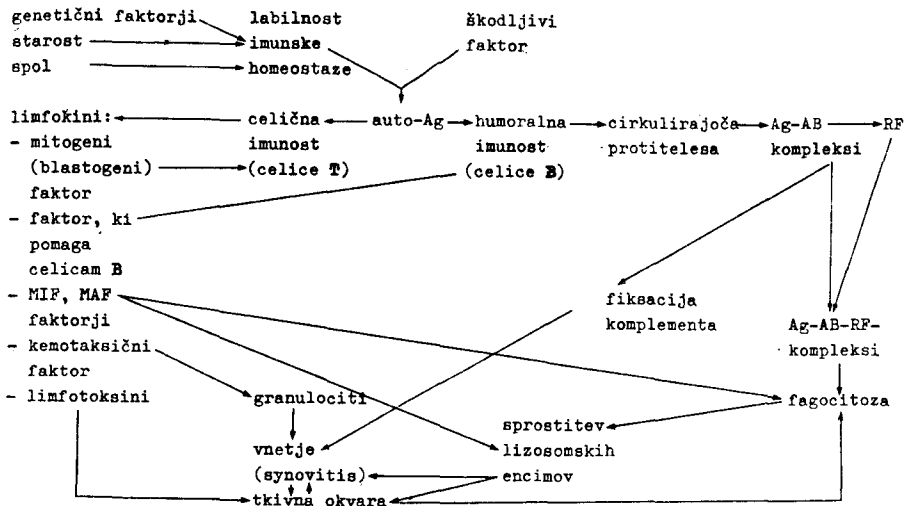 genetični faktorji
starost
spol
labilnost
imunske
homeostaze
škodljivi
faktor
limfokini:
- mitogeni
(blastogeni)
faktor
- faktor, ki
pomaga
celicam B
- MIF, MAF
faktorji
- kemotaksični
faktor
- limfotoksini
celična
imunost
(celice T)
auto-Ag
humoralna
imunost
(celice B)
cirkulirajoča
protitelesa
Ag-AB
kompleksi
RF
fiksacija
komplementa
Ag-AB-RF-
kompleksi
fagocitoza
granulociti
sprostitev
lizosomskih
encimov
vnetje
(synovitis)
tkivna okvara